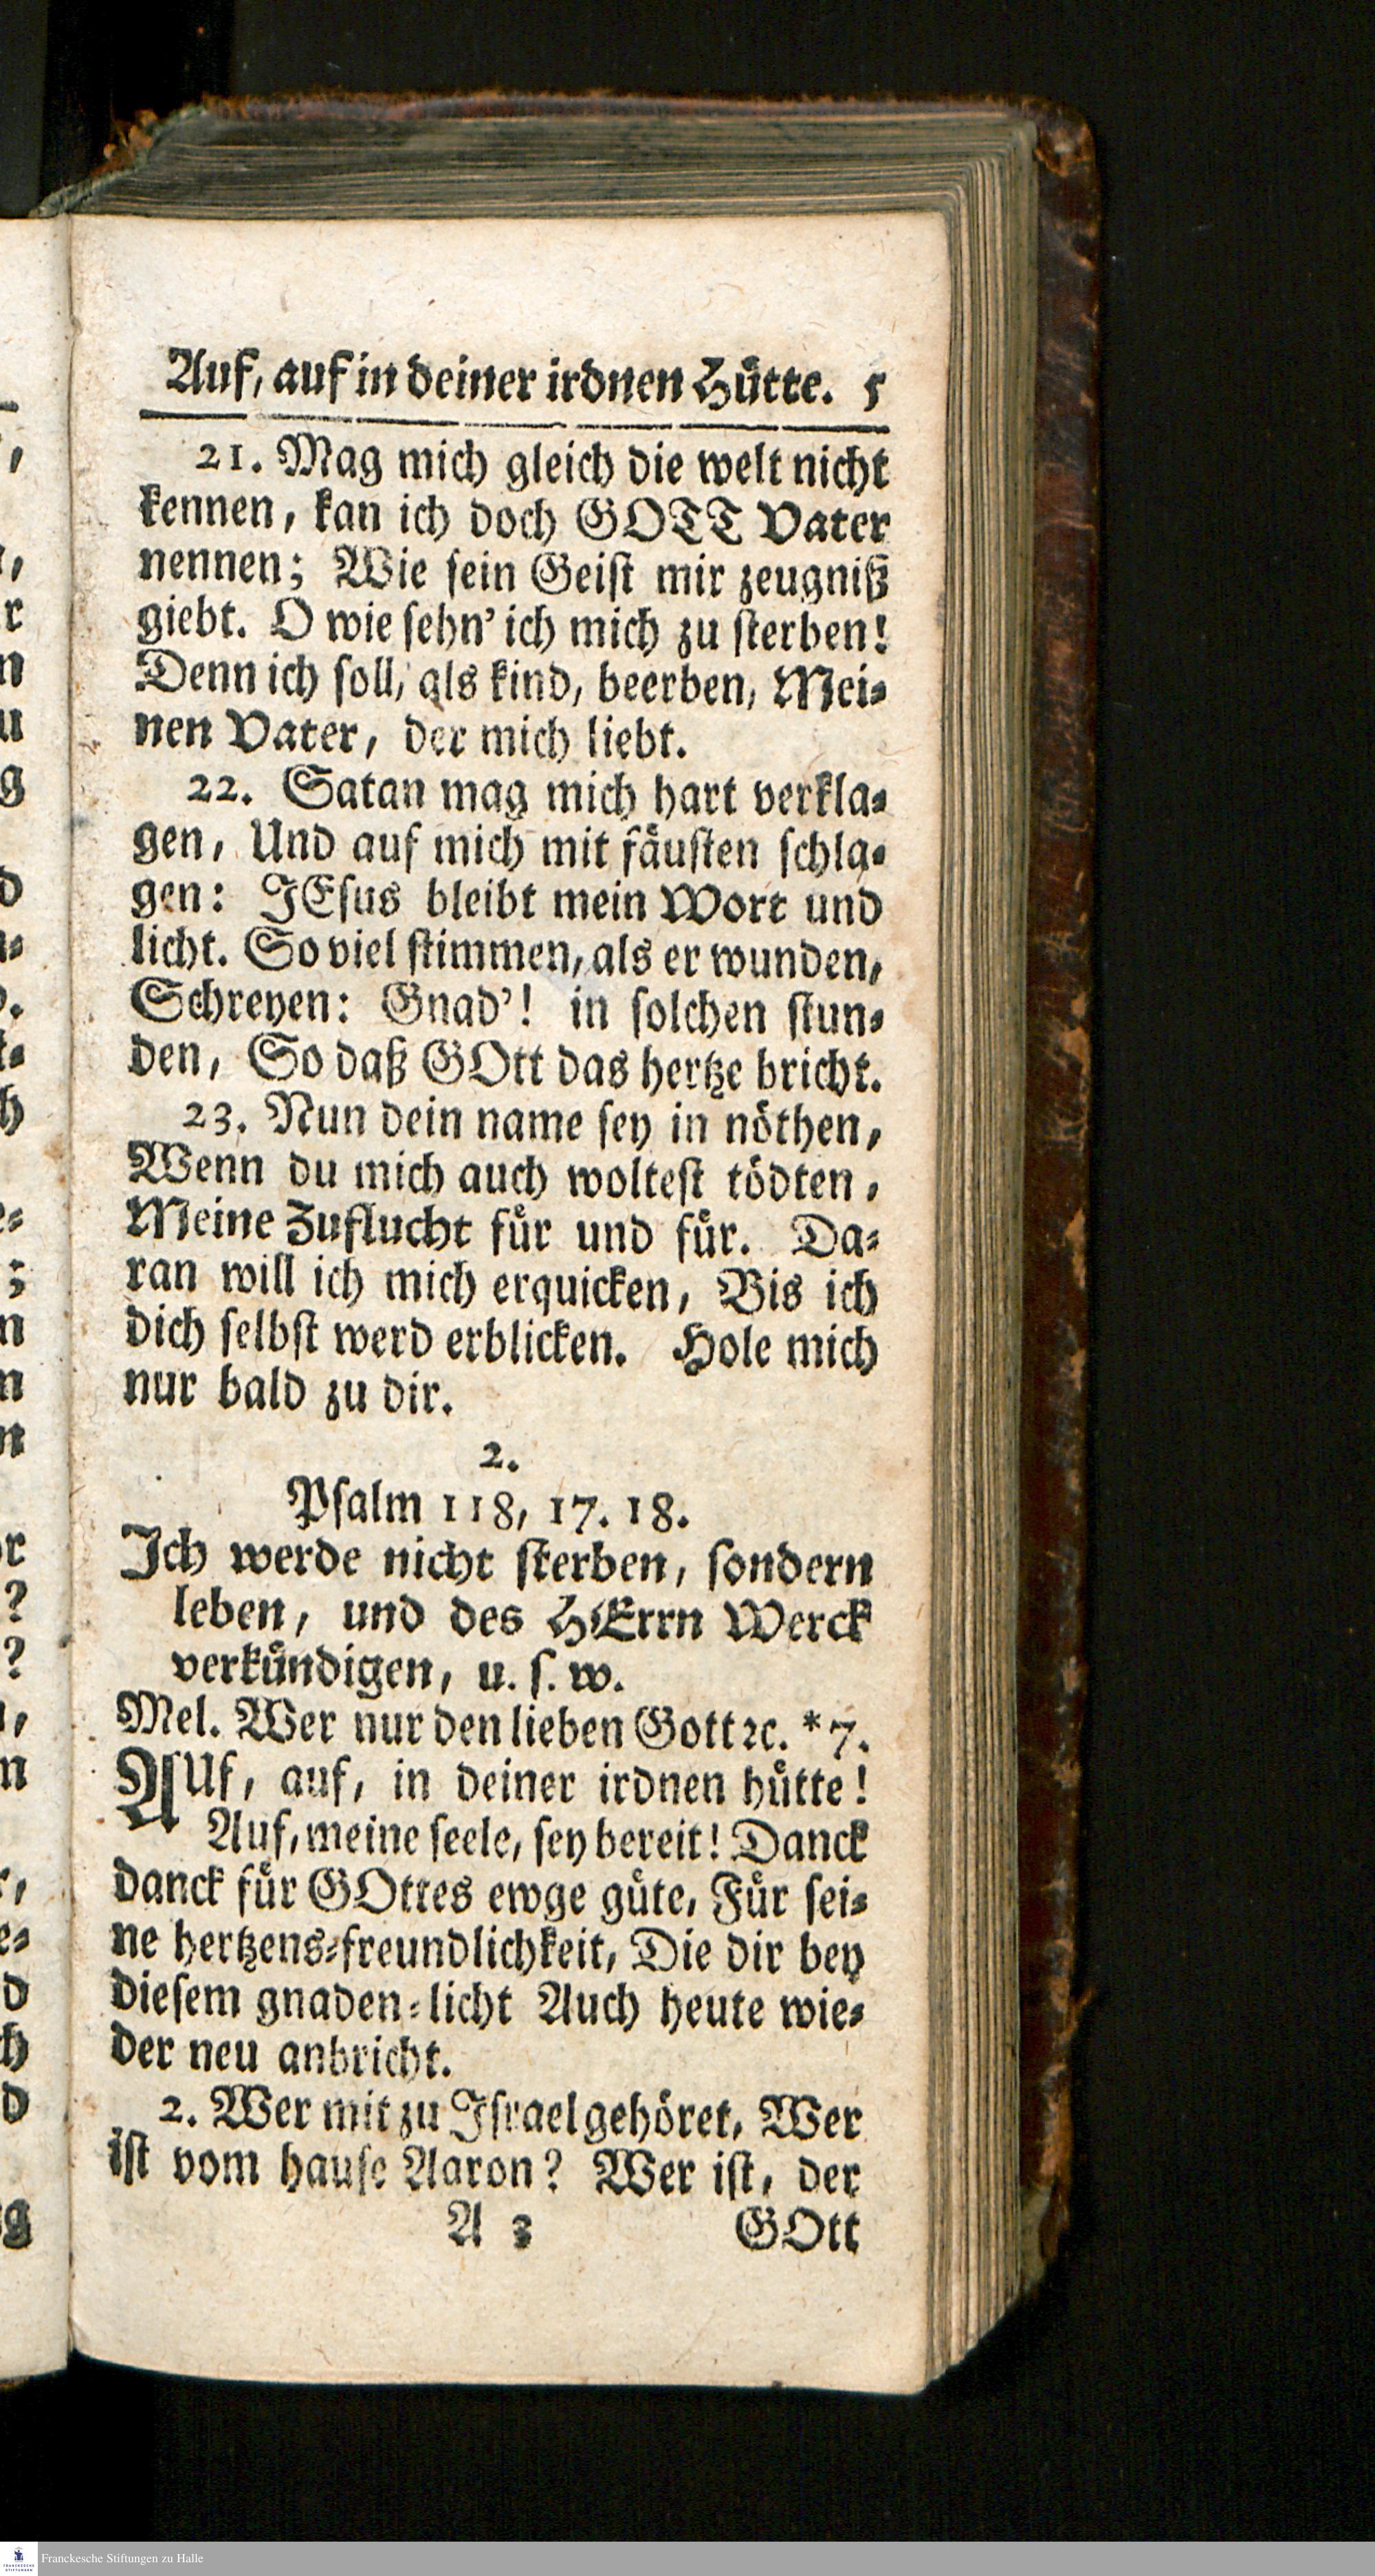 Auf, auf in deiner irdnen Hütte. 5
21. Mag mich gleich die welt nicht
kennen, kan ich doch GOTT Vater
nennen; Wie sein Geist mir zeugniß
giebt. O wie sehn' ich mich zu sterben!
Denn ich soll, als kind, beerben, Mei-
nen Vater, der mich liebt.
22. Satan mag mich hart verkla-
gen, Und auf mich mit fäusten schla-
gen: JEsus bleibt mein Wort und
licht. So viel stimmen, als er wunden,
Schreyen: Gnad'! in solchen stun-
den, So daß GOtt das hertze bricht.
23. Nun dein name sey in nöthen,
Wenn du mich auch woltest tödten,
Meine Zuflucht für und für. Da-
ran will ich mich erquicken, Bis ich
dich selbst werd erblicken. Hole mich
nur bald zu dir.
2.
Psalm 118, 17. 18.
Ich werde nicht sterben, sondern
leben, und des HErrn Werck
verkündigen, u. s. w.
Mel. Wer nur den lieben Gott ꝛc. *7.
AUf, auf, in deiner irdnen hütte!
Auf, meine seele, sey bereit! Danck
danck für GOttes ewge güte, Für sei-
ne hertzens-freundlichkeit, Die dir bey
diesem gnaden-licht Auch heute wie-
der neu anbricht.
2. Wer mit zu Israel gehöret, Wer
ist vom hause Aaron? Wer ist, der
A 3 GOtt
Franckesche Stiftungen zu Halle